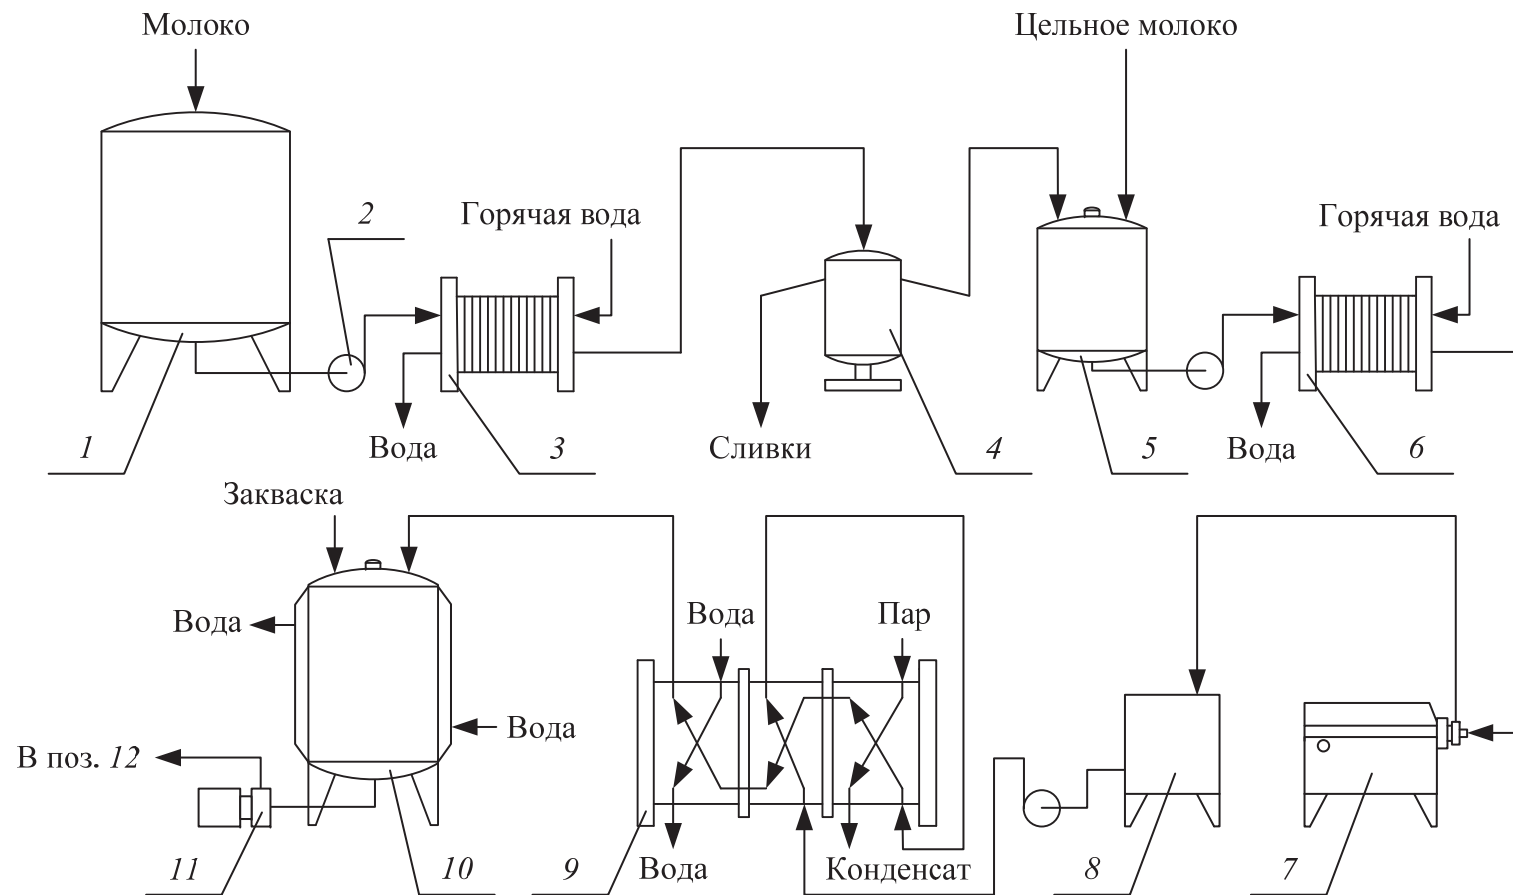 Молоко
Цельное молоко
2
Горячая вода
Горячая вода
1
Вода
3
Сливки
4
5
Вода
6
Закваска
Вода
Вода
Пар
Вода
В поз. 12
11
10
9
Вода
Конденсат
8
7